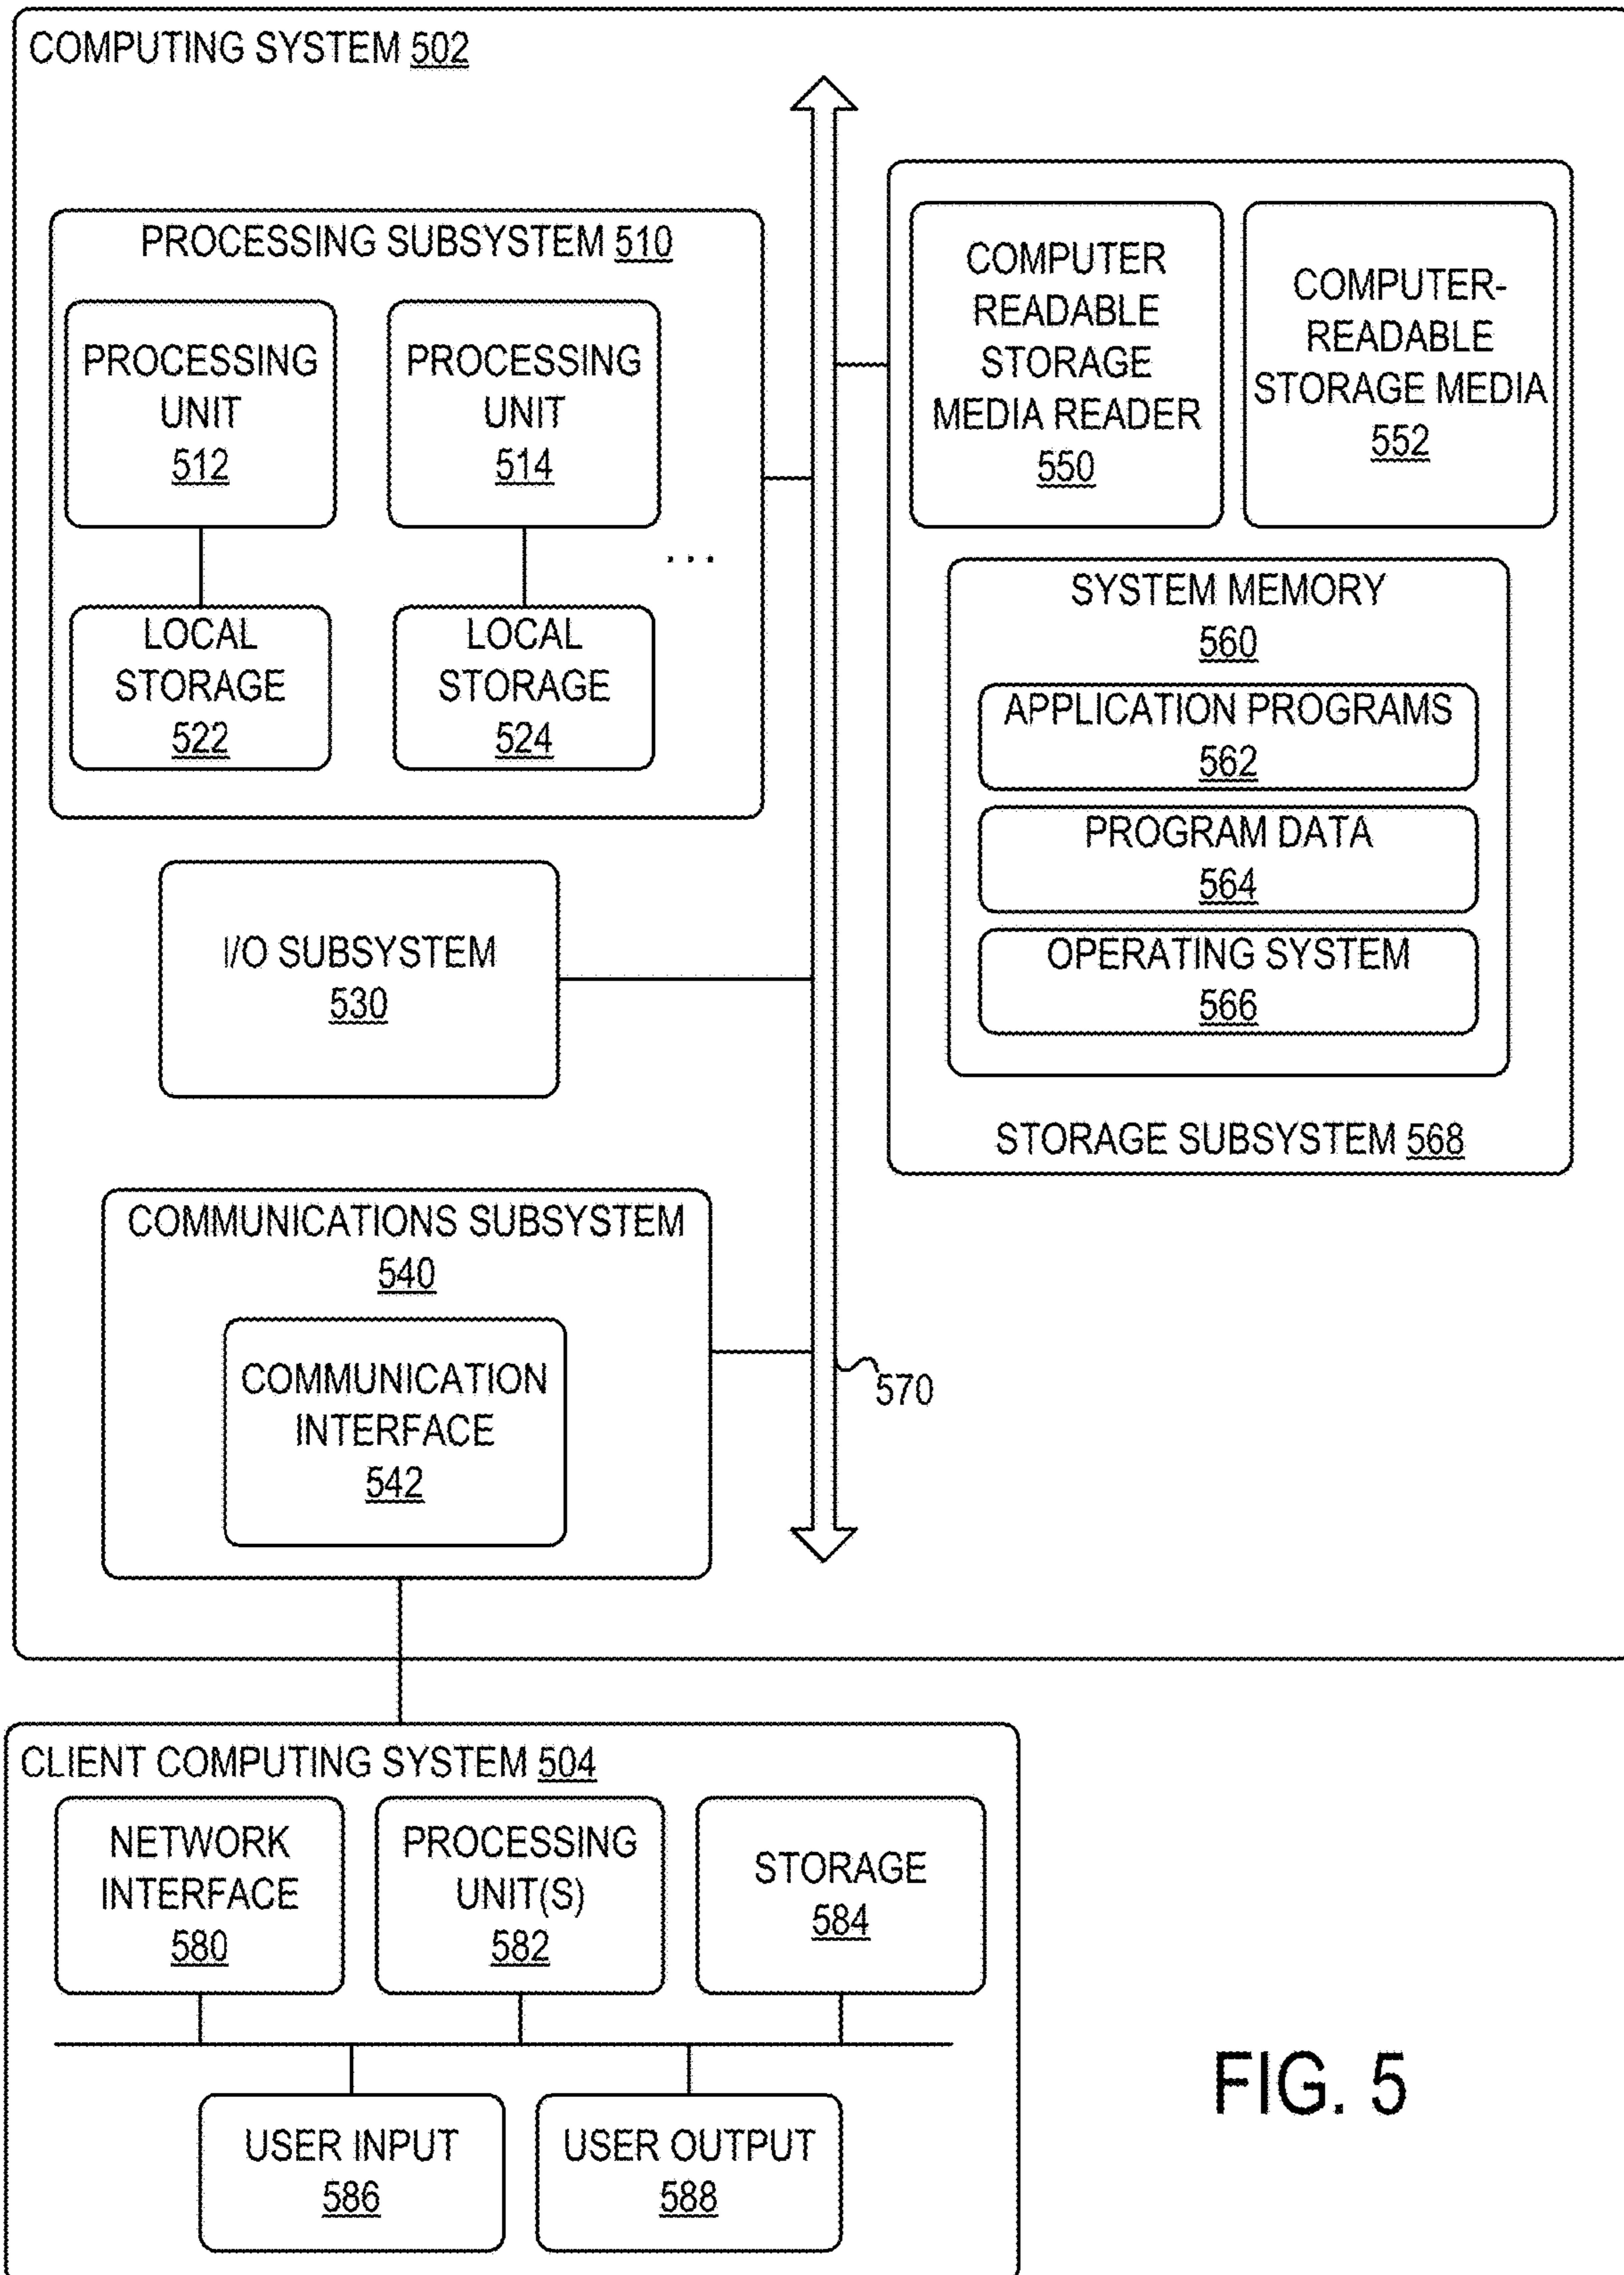 COMPUTING SYSTEM 502
PROCESSING SUBSYSTEM 510
PROCESSING
UNIT
512
PROCESSING
UNIT
514
...
LOCAL
STORAGE
522
LOCAL
STORAGE
524
I/O SUBSYSTEM
530
COMMUNICATIONS SUBSYSTEM
540
COMMUNICATION
INTERFACE
542
COMPUTER
READABLE
STORAGE
MEDIA READER
550
COMPUTER-
READABLE
STORAGE MEDIA
552
SYSTEM MEMORY
560
APPLICATION PROGRAMS
562
PROGRAM DATA
564
OPERATING SYSTEM
566
STORAGE SUBSYSTEM 568
570
CLIENT COMPUTING SYSTEM 504
NETWORK
INTERFACE
580
PROCESSING
UNIT(S)
582
STORAGE
584
USER INPUT
586
USER OUTPUT
588
FIG. 5